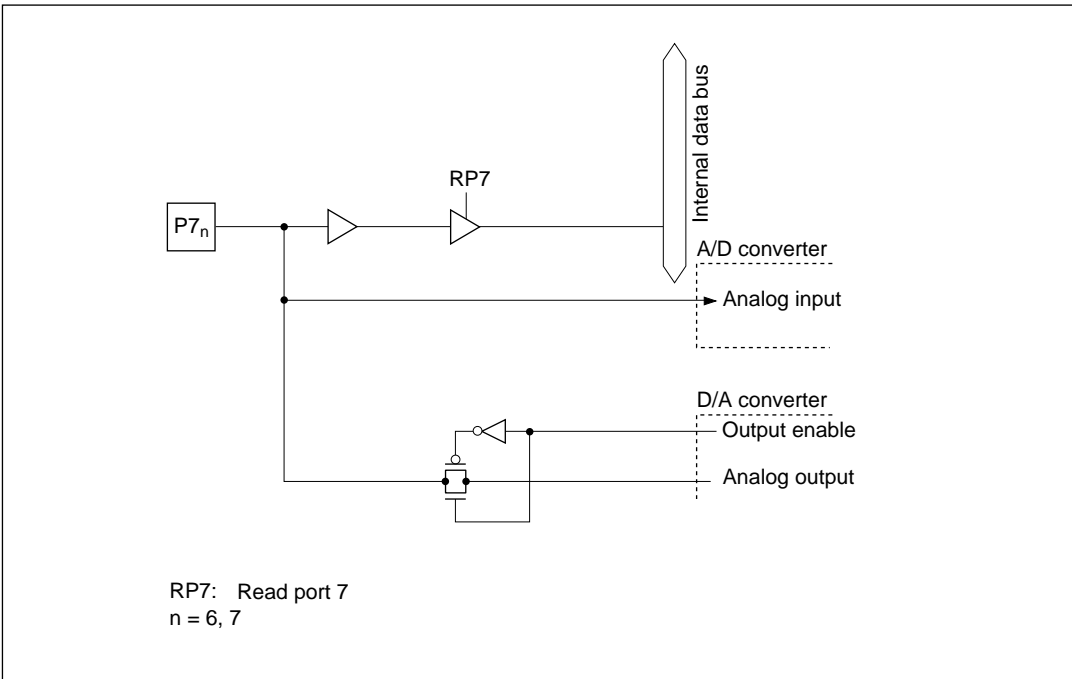 Internal data bus
RP7
P7n
A/D converter
Analog input
D/A converter
Output enable
Analog output
RP7: Read port 7
n = 6, 7